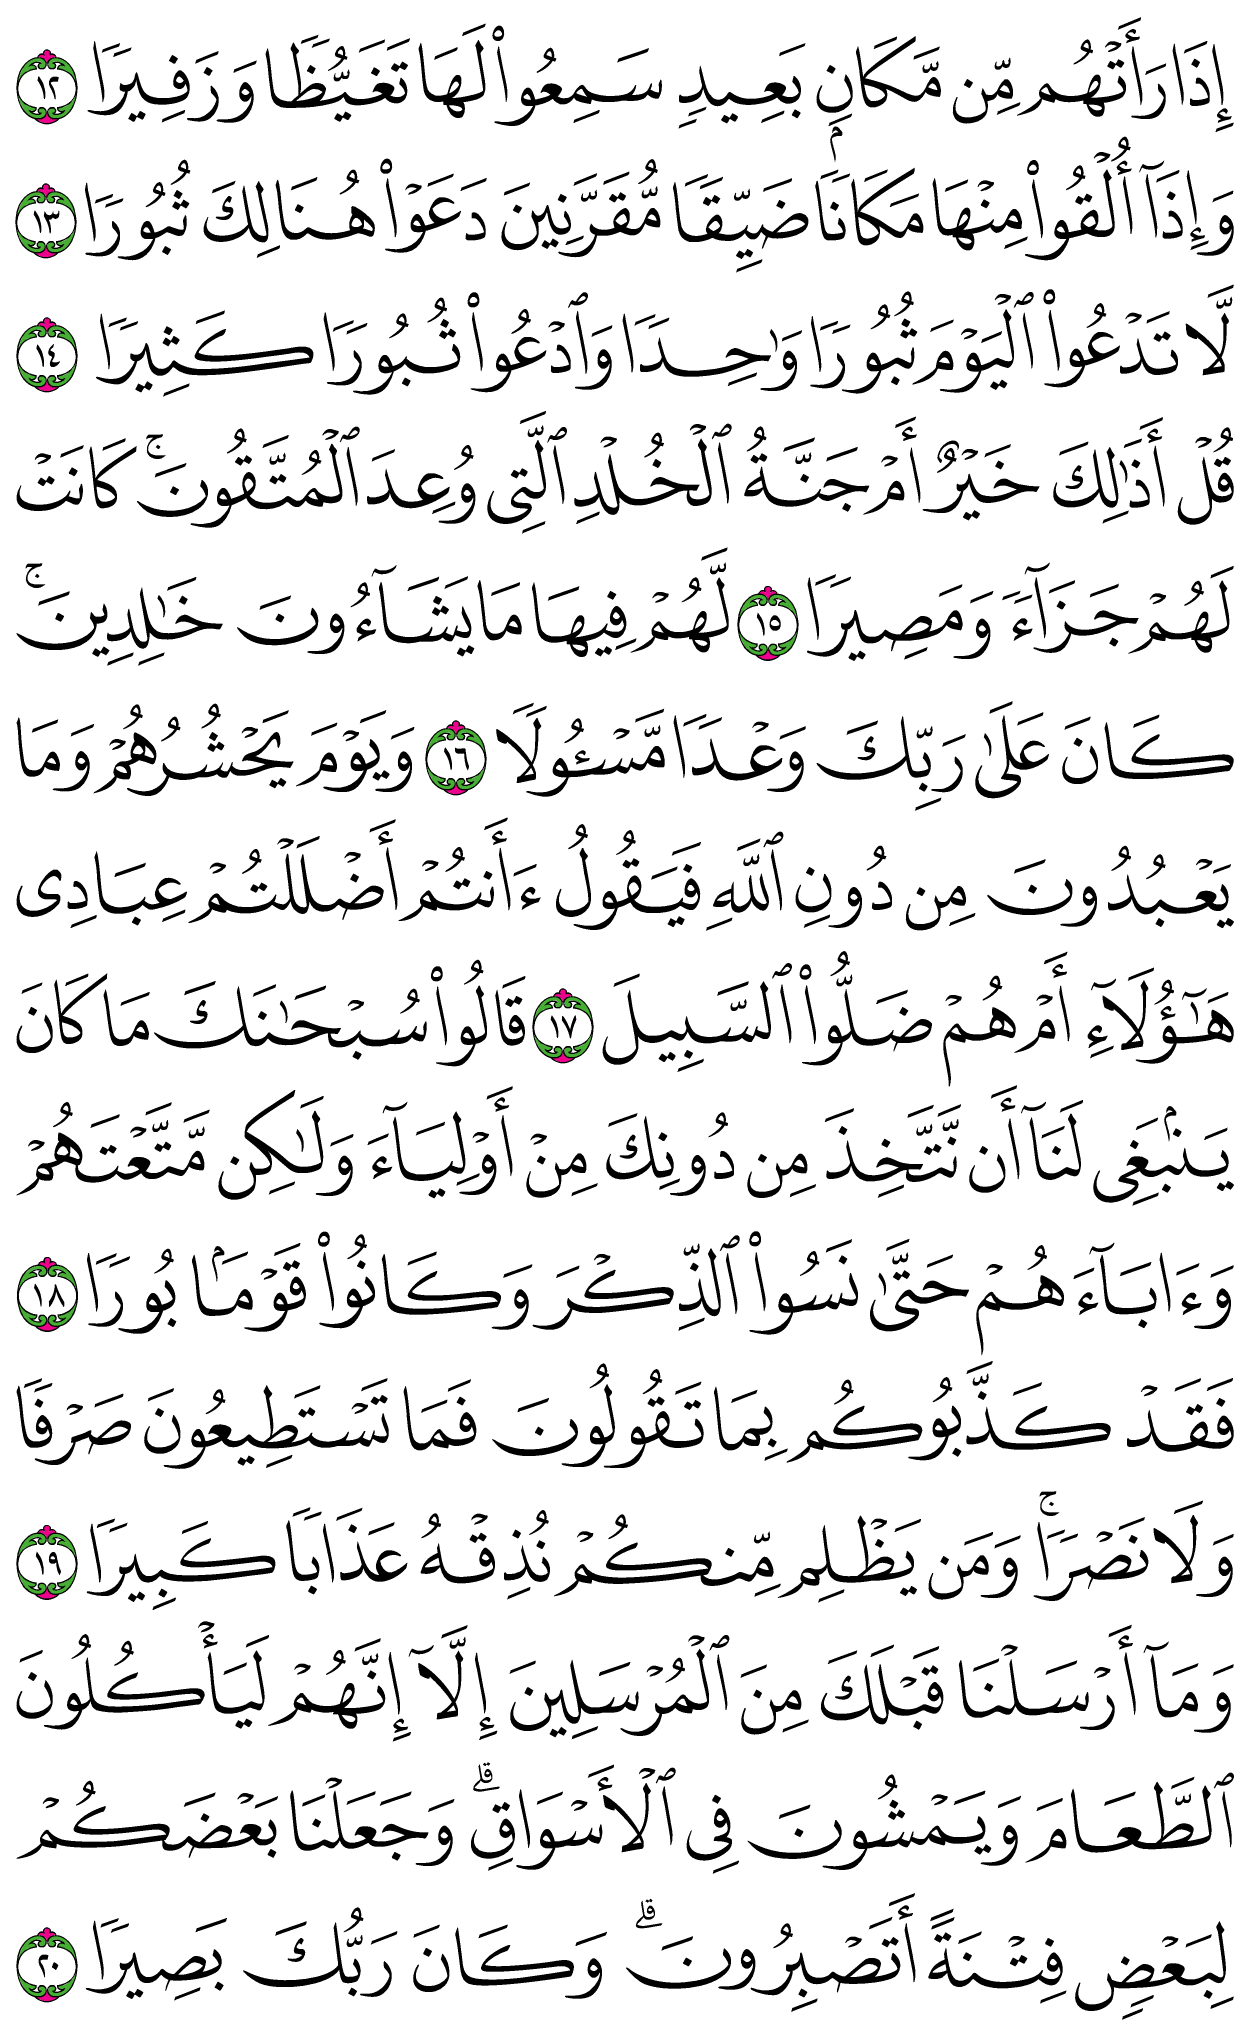 إِذَا رَأَتْهُم مِّن مَّكَانٍۭ بَعِيدٍ سَمِعُوا۟ لَهَا تَغَيُّظًا وَزَفِيرًا ١٢
وَإِذَآ أُلْقُوا۟ مِنْهَا مَكَانًا ضَيِّقًا مُّقَرَّنِينَ دَعَوْا۟ هُنَالِكَ ثُبُورًا ١٣
لَّا تَدْعُوا۟ ٱلْيَوْمَ ثُبُورًا وَٰحِدًا وَٱدْعُوا۟ ثُبُورًا كَثِيرًا ١٤
قُلْ أَذَٰلِكَ خَيْرٌ أَمْ جَنَّةُ ٱلْخُلْدِ ٱلَّتِى وُعِدَ ٱلْمُتَّقُونَ ۚ كَانَتْ
لَهُمْ جَزَآءً وَمَصِيرًا ١٥ لَّهُمْ فِيهَا مَا يَشَآءُونَ خَٰلِدِينَ ۚ
كَانَ عَلَىٰ رَبِّكَ وَعْدًا مَّسْـُٔولًا ١٦ وَيَوْمَ يَحْشُرُهُمْ وَمَا
يَعْبُدُونَ مِن دُونِ ٱللَّهِ فَيَقُولُ ءَأَنتُمْ أَضْلَلْتُمْ عِبَادِى
هَٰٓؤُلَآءِ أَمْ هُمْ ضَلُّوا۟ ٱلسَّبِيلَ ١٧ قَالُوا۟ سُبْحَٰنَكَ مَا كَانَ
يَنۢبَغِى لَنَآ أَن نَّتَّخِذَ مِن دُونِكَ مِنْ أَوْلِيَآءَ وَلَٰكِن مَّتَّعْتَهُمْ
وَءَابَآءَهُمْ حَتَّىٰ نَسُوا۟ ٱلذِّكْرَ وَكَانُوا۟ قَوْمًۢا بُورًا ١٨
فَقَدْ كَذَّبُوكُم بِمَا تَقُولُونَ فَمَا تَسْتَطِيعُونَ صَرْفًا
وَلَا نَصْرًا ۚ وَمَن يَظْلِم مِّنكُمْ نُذِقْهُ عَذَابًا كَبِيرًا ١٩
وَمَآ أَرْسَلْنَا قَبْلَكَ مِنَ ٱلْمُرْسَلِينَ إِلَّآ إِنَّهُمْ لَيَأْكُلُونَ
ٱلطَّعَامَ وَيَمْشُونَ فِى ٱلْأَسْوَاقِ ۗ وَجَعَلْنَا بَعْضَكُمْ
لِبَعْضٍ فِتْنَةً أَتَصْبِرُونَ ۗ وَكَانَ رَبُّكَ بَصِيرًا ٢٠